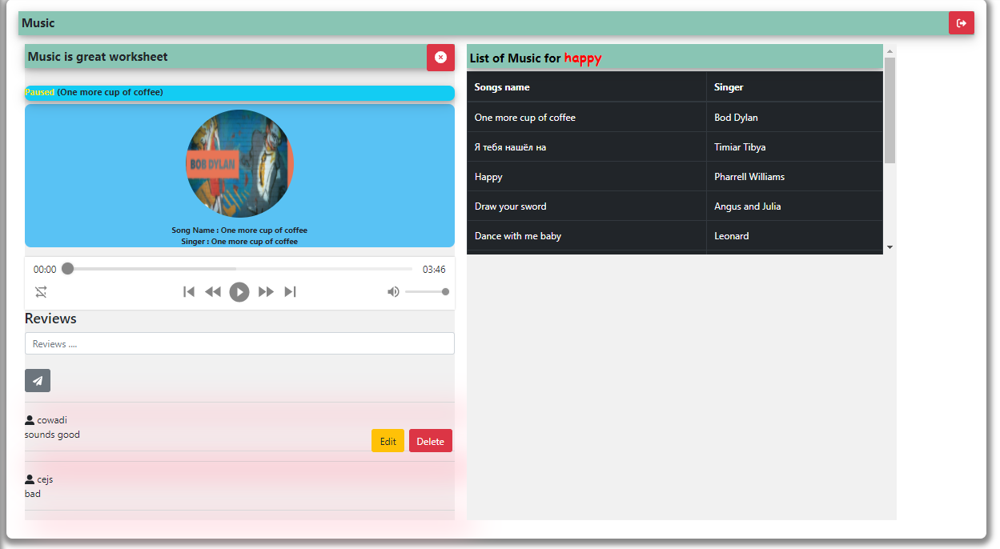 Music
Music is great worksheet
Paused (One more cup of coffee)
BOB DYLAN
Song Name : One more cup of coffee
Singer : One more cup of coffee
00:00
03:46
Reviews
Reviews ....
cowadi
sounds good
Edit Delete
cejs
bad
List of Music for happy
Songs name Singer
One more cup of coffee Bod Dylan
Я тебя нашёл на Timiar Tibya
Happy Pharrell Williams
Draw your sword Angus and Julia
Dance with me baby Leonard